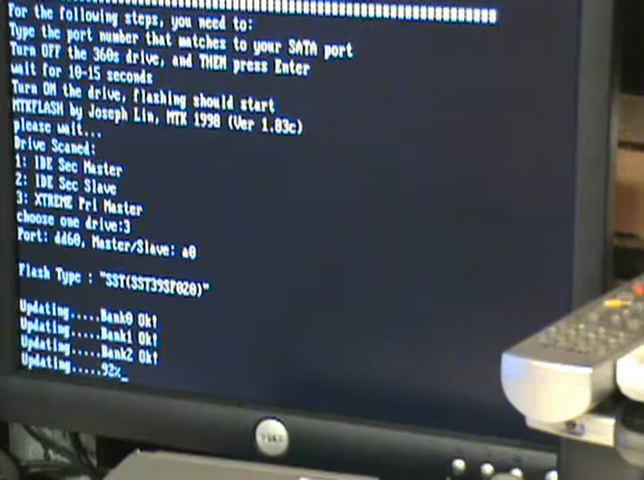 For the following steps, you need to:
Type the port number that matches to your SATA port
Turn OFF the 360s drive, and THEN press Enter
wait for 10-15 seconds
Turn ON the drive, flashing should start
MTKFLASH by Joseph Lin, MTK 1998 (Ver 1.83c)
please wait...
Drive Scaned:
1: IDE Sec Master
2: IDE Sec Slave
3: XTREME Pri Master
choose one drive:3
Port: dd60, Master/Slave: a0
Flash Type : "SST(SST39SF020)"
Updating.....Bank0 Ok!
Updating.....Bank1 Ok!
Updating.....Bank2 Ok!
Updating.....92%_
DELL